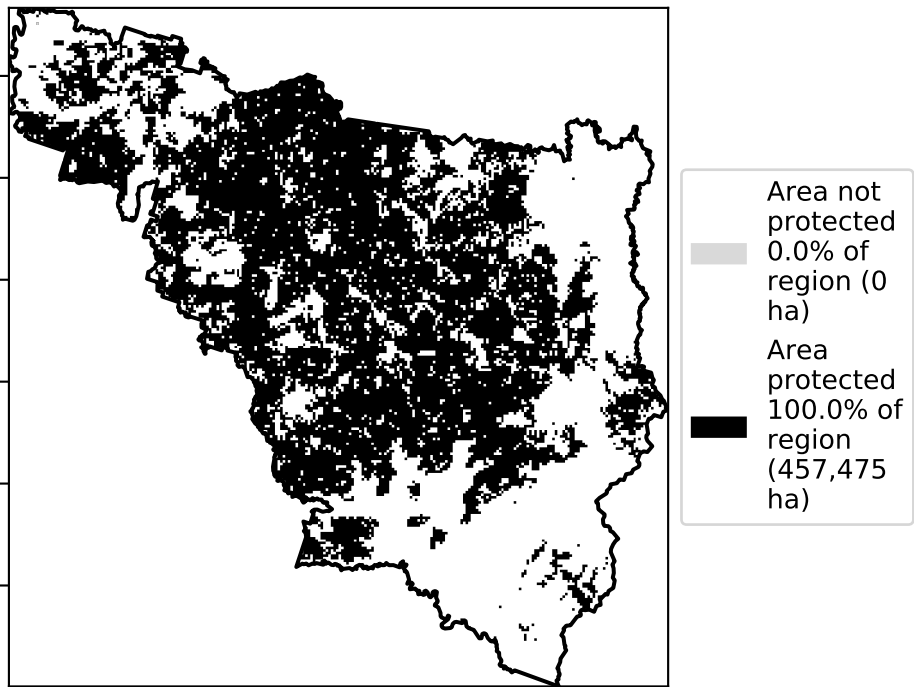 Area not
protected
0.0% of
region (0
ha)
Area
protected
100.0% of
region
(457,475
ha)